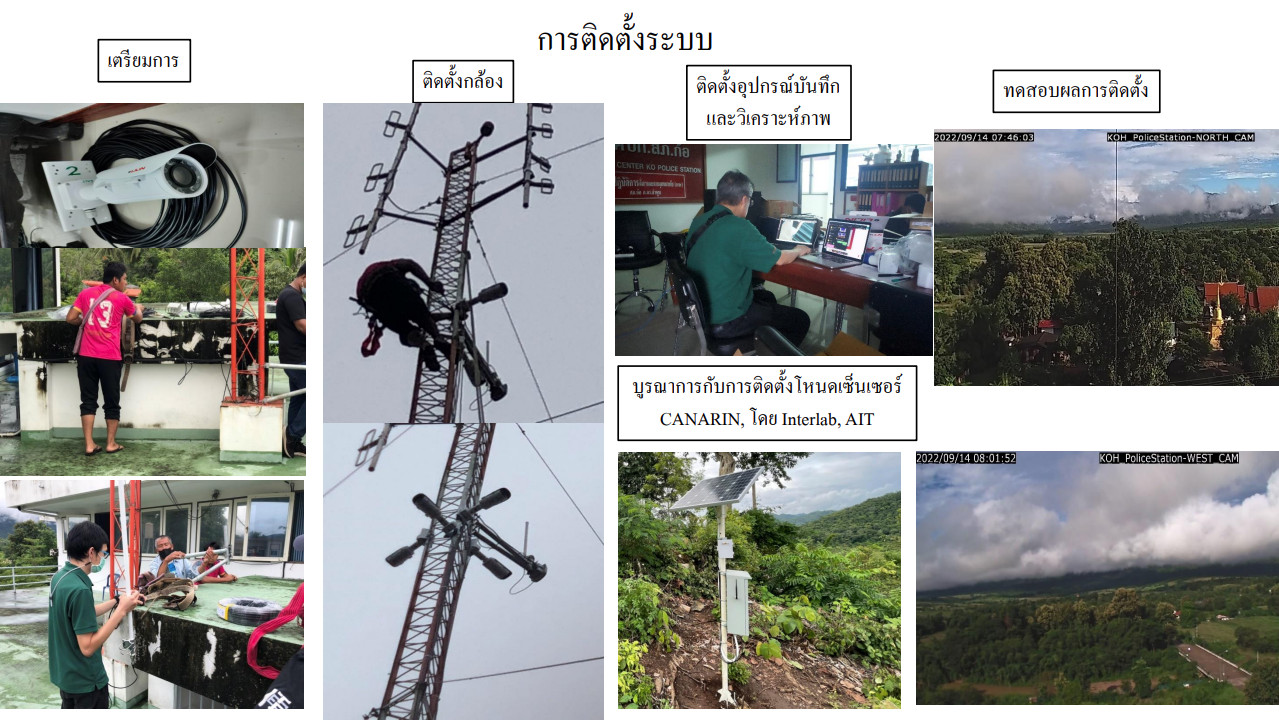 การติดตั้งระบบ
เตรียมการ
ติดตั้งกล้อง
ติดตั้งอุปกรณ์บันทึก
และวิเคราะห์ภาพ
ทดสอบผลการติดตั้ง
2
13
CENTER KO POLICE STATION
2022/09/14 07:46:03 KOH_PoliceStation-NORTH_CAM
บูรณาการกับการติดตั้งโหนดเซ็นเซอร์
CANARIN, โดย Interlab, AIT
2022/09/14 08:01:52 KOH_PoliceStation-WEST_CAM